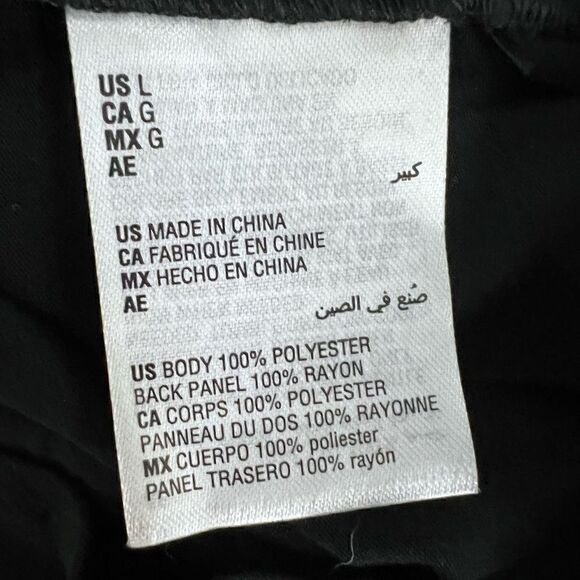 US L
CA G
MX G
AE
كبير
US MADE IN CHINA
CA FABRIQUÉ EN CHINE
MX HECHO EN CHINA
AE
صُنع في الصين
US BODY 100% POLYESTER
BACK PANEL 100% RAYON
CA CORPS 100% POLYESTER
PANNEAU DU DOS 100% RAYONNE
MX CUERPO 100% poliester
PANEL TRASERO 100% rayón